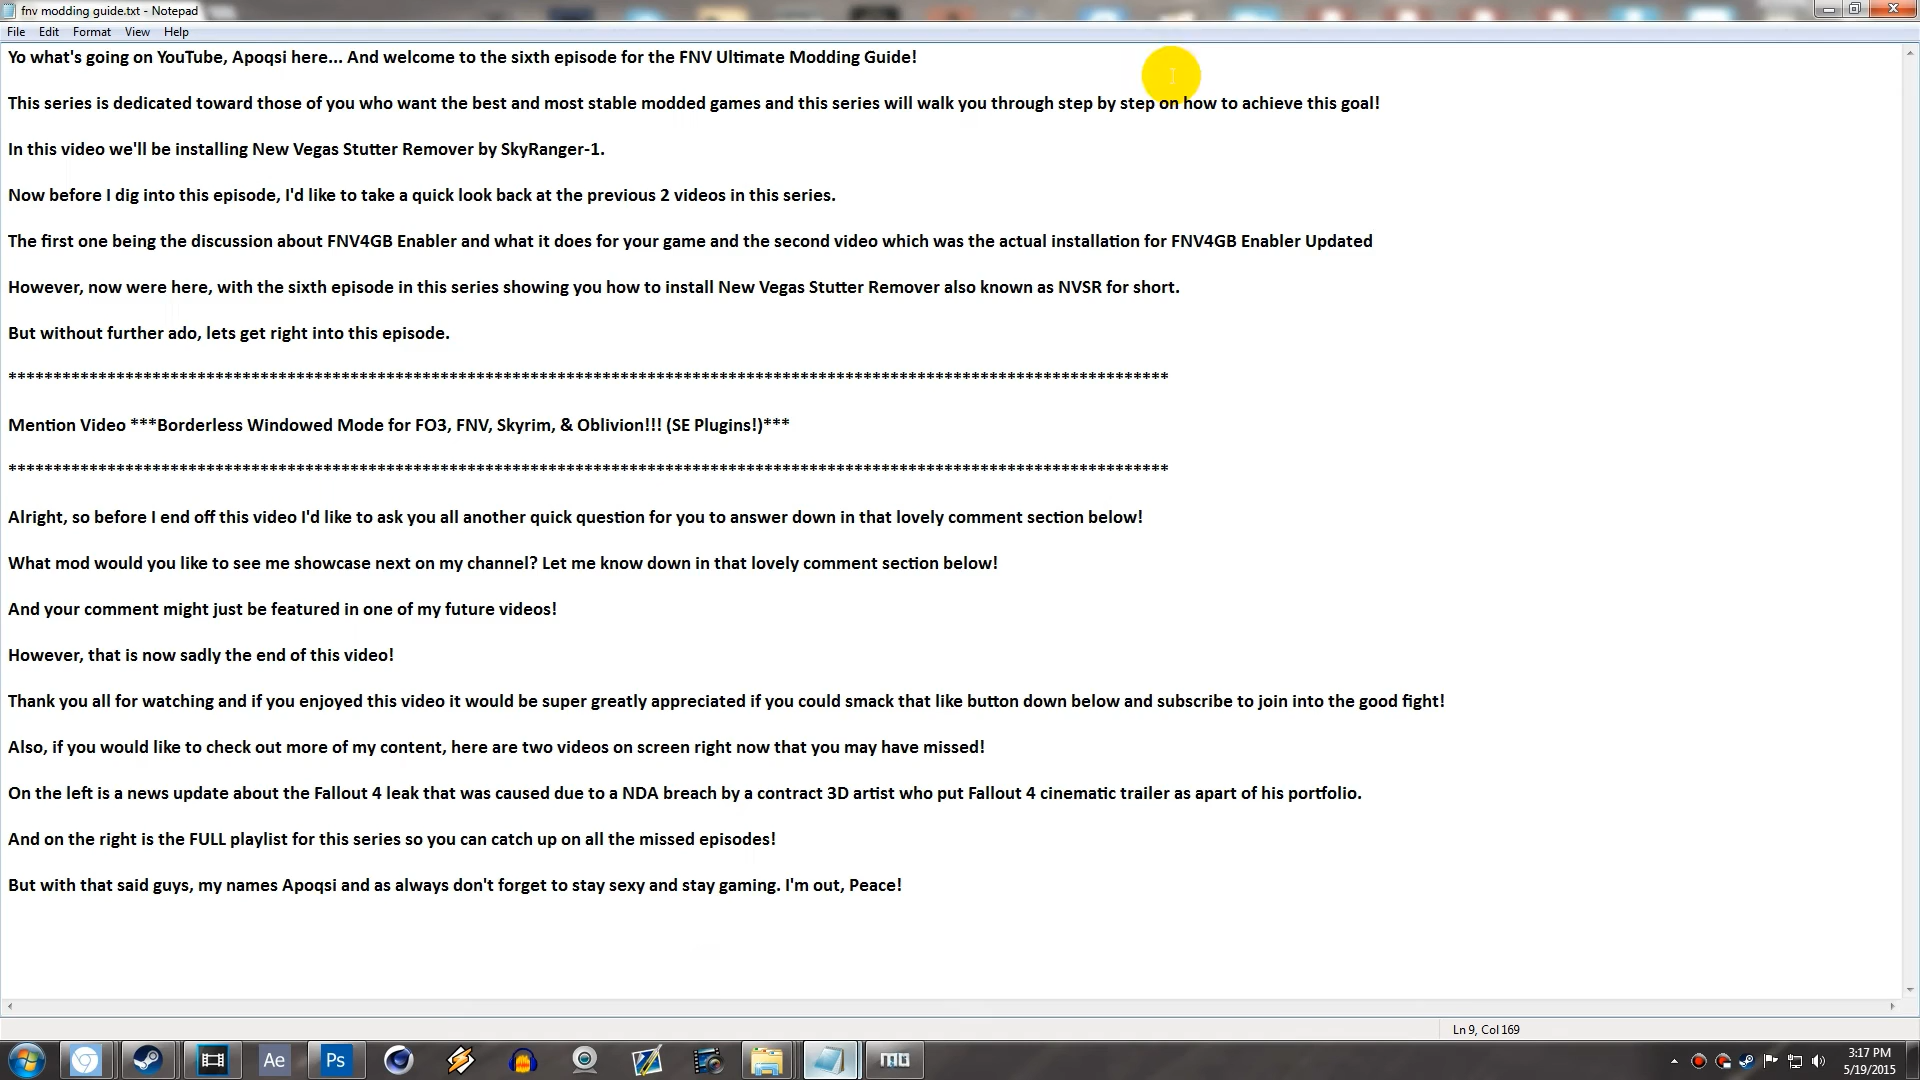 fnv modding guide.txt - Notepad
File Edit Format View Help
Yo what's going on YouTube, Apoqsi here... And welcome to the sixth episode for the FNV Ultimate Modding Guide!
This series is dedicated toward those of you who want the best and most stable modded games and this series will walk you through step by step on how to achieve this goal!
In this video we'll be installing New Vegas Stutter Remover by SkyRanger-1.
Now before I dig into this episode, I'd like to take a quick look back at the previous 2 videos in this series.
The first one being the discussion about FNV4GB Enabler and what it does for your game and the second video which was the actual installation for FNV4GB Enabler Updated
However, now were here, with the sixth episode in this series showing you how to install New Vegas Stutter Remover also known as NVSR for short.
But without further ado, lets get right into this episode.
*********************************************************************************************************************************
Mention Video ***Borderless Windowed Mode for FO3, FNV, Skyrim, & Oblivion!!! (SE Plugins!)***
*********************************************************************************************************************************
Alright, so before I end off this video I'd like to ask you all another quick question for you to answer down in that lovely comment section below!
What mod would you like to see me showcase next on my channel? Let me know down in that lovely comment section below!
And your comment might just be featured in one of my future videos!
However, that is now sadly the end of this video!
Thank you all for watching and if you enjoyed this video it would be super greatly appreciated if you could smack that like button down below and subscribe to join into the good fight!
Also, if you would like to check out more of my content, here are two videos on screen right now that you may have missed!
On the left is a news update about the Fallout 4 leak that was caused due to a NDA breach by a contract 3D artist who put Fallout 4 cinematic trailer as apart of his portfolio.
And on the right is the FULL playlist for this series so you can catch up on all the missed episodes!
But with that said guys, my names Apoqsi and as always don't forget to stay sexy and stay gaming. I'm out, Peace!
Ln 9, Col 169
Ae Ps
3:17 PM
5/19/2015